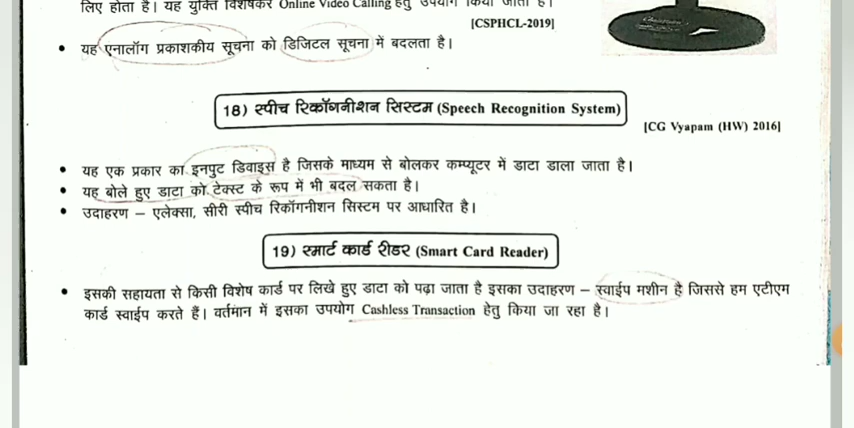 लिए होता है। यह युक्ति विशेषकर Online Video Calling हेतु उपयोग किया जाता है।
[CSPHCL-2019]
• यह एनालॉग प्रकाशकीय सूचना को डिजिटल सूचना में बदलता है।
18) स्पीच रिकॉगनीशन सिस्टम (Speech Recognition System)
[CG Vyapam (HW) 2016]
• यह एक प्रकार का इनपुट डिवाइस है जिसके माध्यम से बोलकर कम्प्यूटर में डाटा डाला जाता है।
• यह बोले हुए डाटा को टेक्स्ट के रूप में भी बदल सकता है।
• उदाहरण – एलेक्सा, सीरी स्पीच रिकॉगनीशन सिस्टम पर आधारित है।
19) स्मार्ट कार्ड रीडर (Smart Card Reader)
• इसकी सहायता से किसी विशेष कार्ड पर लिखे हुए डाटा को पढ़ा जाता है इसका उदाहरण – स्वाईप मशीन है जिससे हम एटीएम
कार्ड स्वाईप करते हैं। वर्तमान में इसका उपयोग Cashless Transaction हेतु किया जा रहा है।